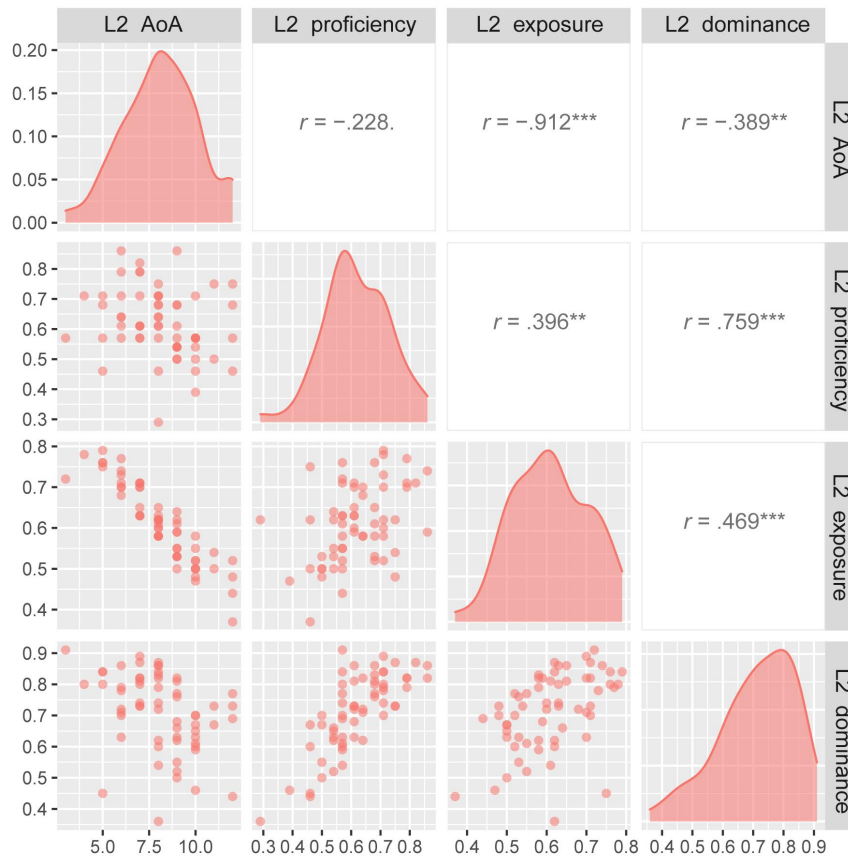 L2 AoA L2 proficiency L2 exposure L2 dominance
0.20
0.15
0.10
0.05
0.00
r = −.228. r = −.912*** r = −.389**
L2 AoA
0.8
0.7
0.6
0.5
0.4
0.3
r = .396** r = .759***
L2 proficiency
0.8
0.7
0.6
0.5
0.4
r = .469***
L2 exposure
0.9
0.8
0.7
0.6
0.5
0.4
L2 dominance
5.0 7.5 10.0 0.3 0.4 0.5 0.6 0.7 0.8 0.4 0.5 0.6 0.7 0.8 0.4 0.5 0.6 0.7 0.8 0.9